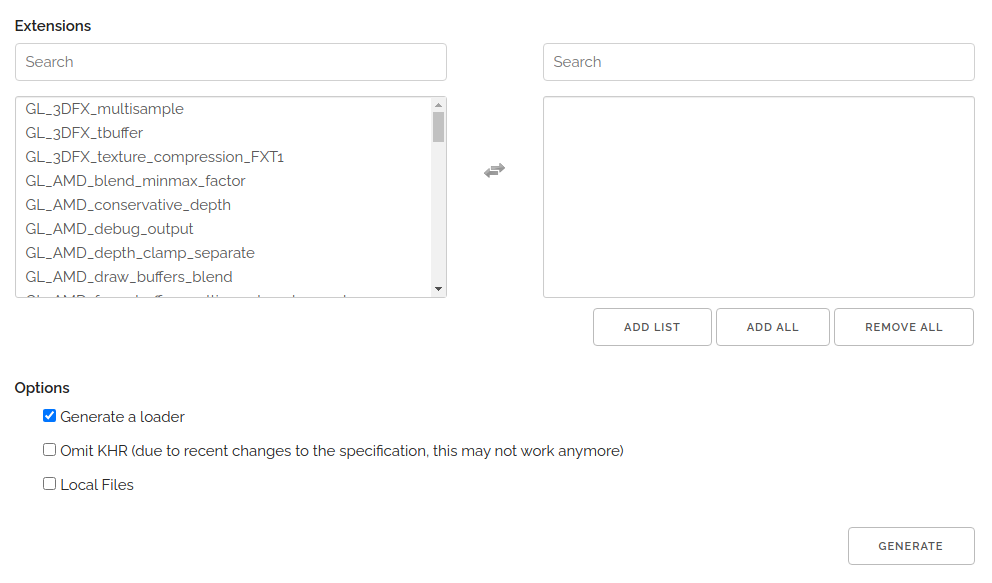 Extensions
Search
Search
GL_3DFX_multisample
GL_3DFX_tbuffer
GL_3DFX_texture_compression_FXT1
GL_AMD_blend_minmax_factor
GL_AMD_conservative_depth
GL_AMD_debug_output
GL_AMD_depth_clamp_separate
GL_AMD_draw_buffers_blend
ADD LIST
ADD ALL
REMOVE ALL
Options
Generate a loader
Omit KHR (due to recent changes to the specification, this may not work anymore)
Local Files
GENERATE